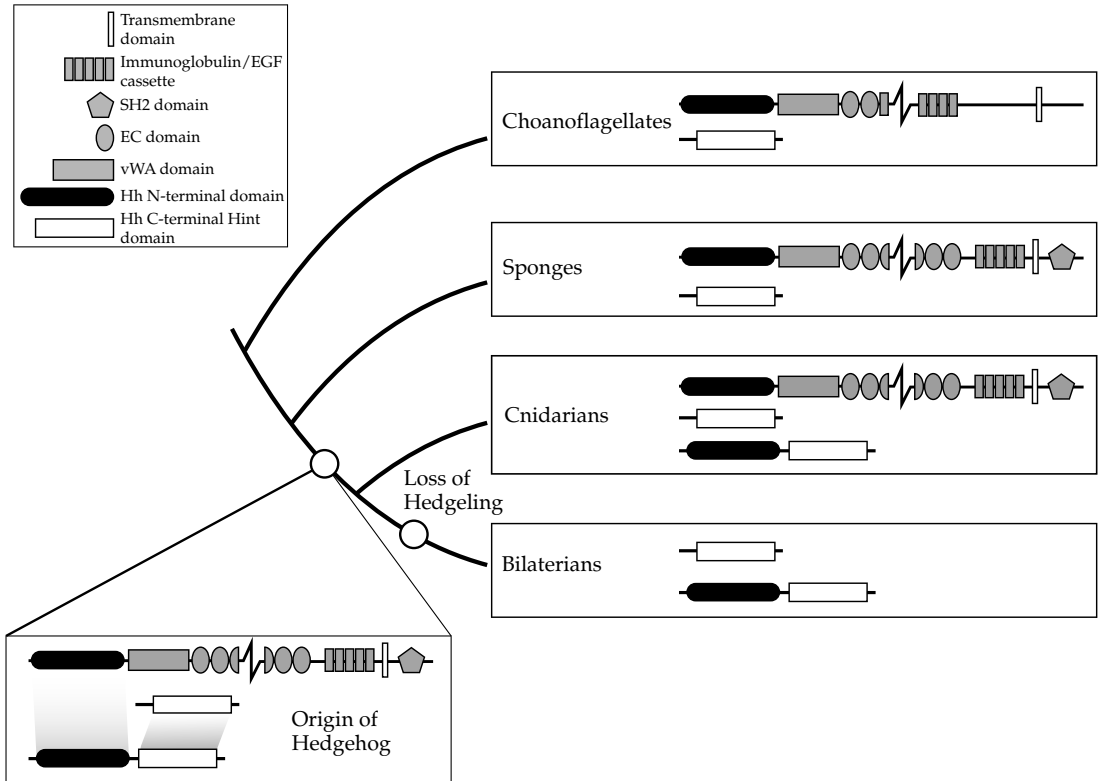 Transmembrane
domain
Immunoglobulin/EGF
cassette
SH2 domain
EC domain
vWA domain
Hh N-terminal domain
Hh C-terminal Hint
domain
Choanoflagellates
Sponges
Cnidarians
Loss of
Hedgeling
Bilaterians
Origin of
Hedgehog